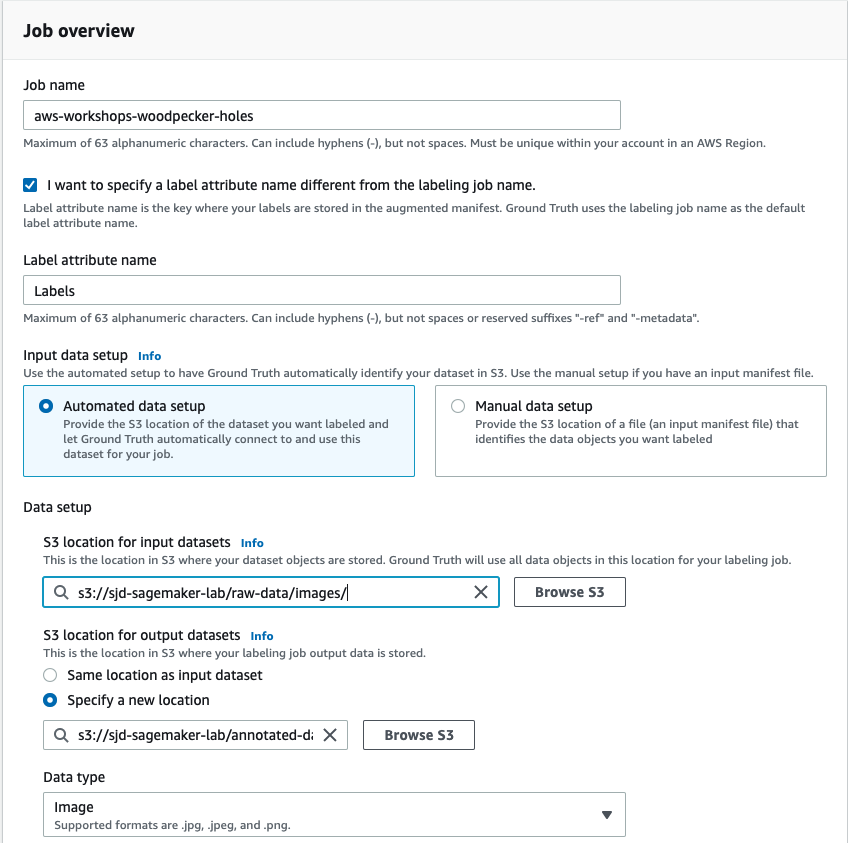 Job overview
Job name
aws-workshops-woodpecker-holes
Maximum of 63 alphanumeric characters. Can include hyphens (-), but not spaces. Must be unique within your account in an AWS Region.
I want to specify a label attribute name different from the labeling job name.
Label attribute name is the key where your labels are stored in the augmented manifest. Ground Truth uses the labeling job name as the default
label attribute name.
Label attribute name
Labels
Maximum of 63 alphanumeric characters. Can include hyphens (-), but not spaces or reserved suffixes "-ref" and "-metadata".
Input data setup Info
Use the automated setup to have Ground Truth automatically identify your dataset in S3. Use the manual setup if you have an input manifest file.
Automated data setup
Provide the S3 location of the dataset you want labeled and
let Ground Truth automatically connect to and use this
dataset for your job.
Manual data setup
Provide the S3 location of a file (an input manifest file) that
identifies the data objects you want labeled
Data setup
S3 location for input datasets Info
This is the location in S3 where your dataset objects are stored. Ground Truth will use all data objects in this location for your labeling job.
s3://sjd-sagemaker-lab/raw-data/images/
Browse S3
S3 location for output datasets Info
This is the location in S3 where your labeling job output data is stored.
Same location as input dataset
Specify a new location
s3://sjd-sagemaker-lab/annotated-da
Browse S3
Data type
Image
Supported formats are .jpg, .jpeg, and .png.